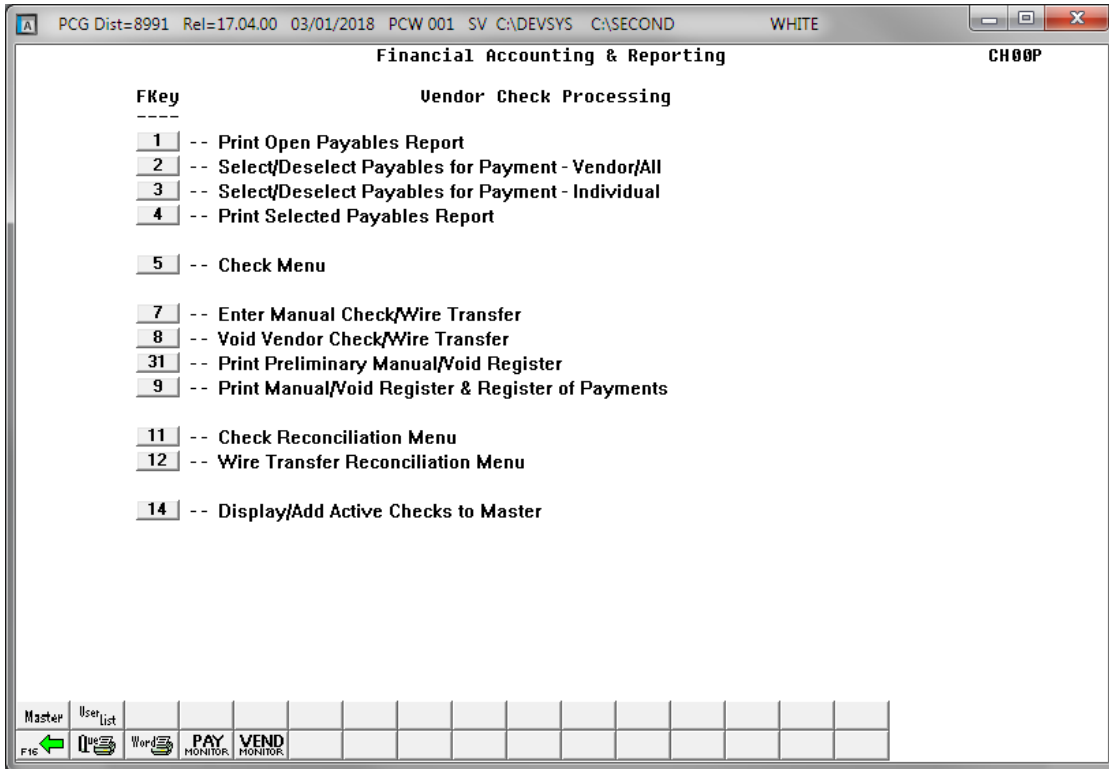 A PCG Dist=8991 Rel=17.04.00 03/01/2018 PCW 001 SV C:\DEVSYS C:\SECOND WHITE
Financial Accounting & Reporting CH00P
FKey Vendor Check Processing
----
1 -- Print Open Payables Report
2 -- Select/Deselect Payables for Payment - Vendor/All
3 -- Select/Deselect Payables for Payment - Individual
4 -- Print Selected Payables Report
5 -- Check Menu
7 -- Enter Manual Check/Wire Transfer
8 -- Void Vendor Check/Wire Transfer
31 -- Print Preliminary Manual/Void Register
9 -- Print Manual/Void Register & Register of Payments
11 -- Check Reconciliation Menu
12 -- Wire Transfer Reconciliation Menu
14 -- Display/Add Active Checks to Master
Master User List
F16 Que Word PAY MONITOR VEND MONITOR